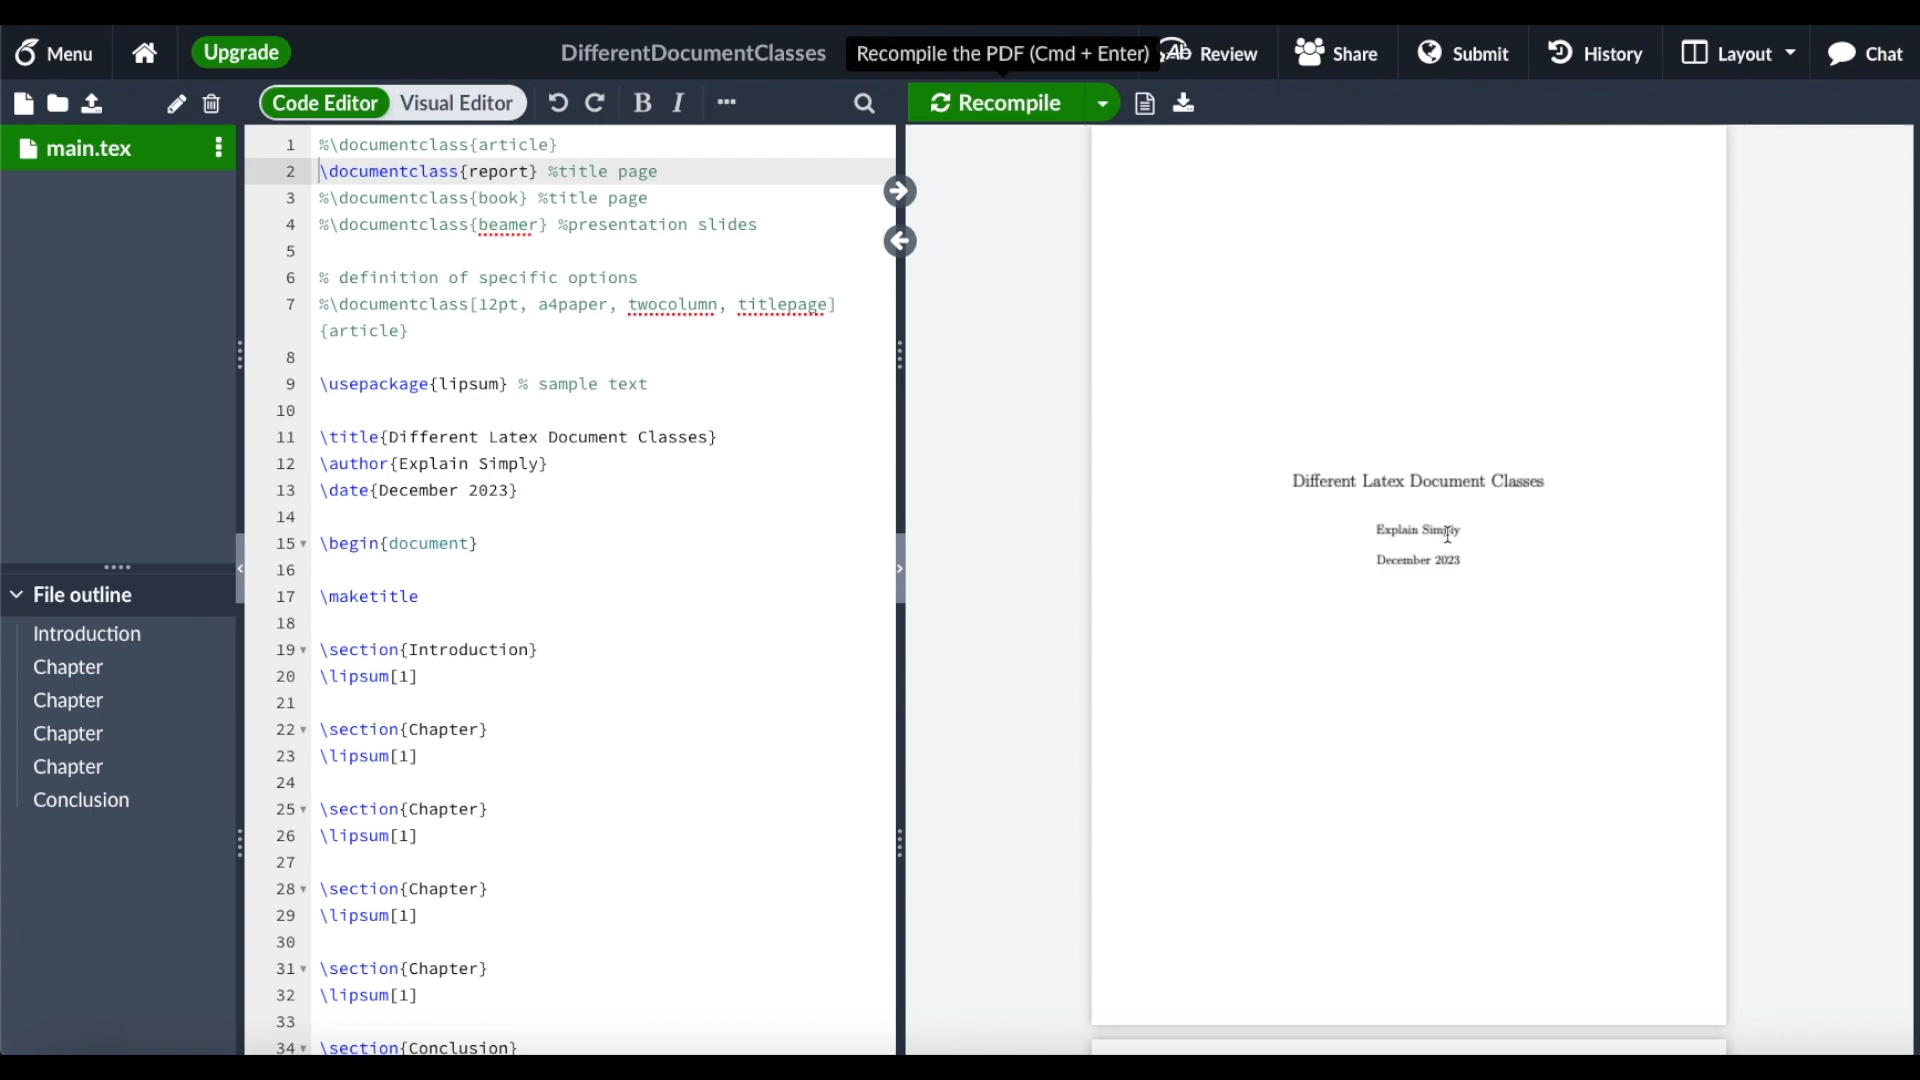 Menu
Upgrade
DifferentDocumentClasses
Recompile the PDF (Cmd + Enter)
Review
Share
Submit
History
Layout
Chat
Code Editor
Visual Editor
B
I
Recompile
main.tex
1 %\documentclass{article}
2 \documentclass{report} %title page
3 %\documentclass{book} %title page
4 %\documentclass{beamer} %presentation slides
5
6 % definition of specific options
7 %\documentclass[12pt, a4paper, twocolumn, titlepage]
{article}
8
9 \usepackage{lipsum} % sample text
10
11 \title{Different Latex Document Classes}
12 \author{Explain Simply}
13 \date{December 2023}
14
15 \begin{document}
16
17 \maketitle
18
19 \section{Introduction}
20 \lipsum[1]
21
22 \section{Chapter}
23 \lipsum[1]
24
25 \section{Chapter}
26 \lipsum[1]
27
28 \section{Chapter}
29 \lipsum[1]
30
31 \section{Chapter}
32 \lipsum[1]
33
34 \section{Conclusion}
File outline
Introduction
Chapter
Chapter
Chapter
Chapter
Conclusion
Different Latex Document Classes
Explain Simply
December 2023